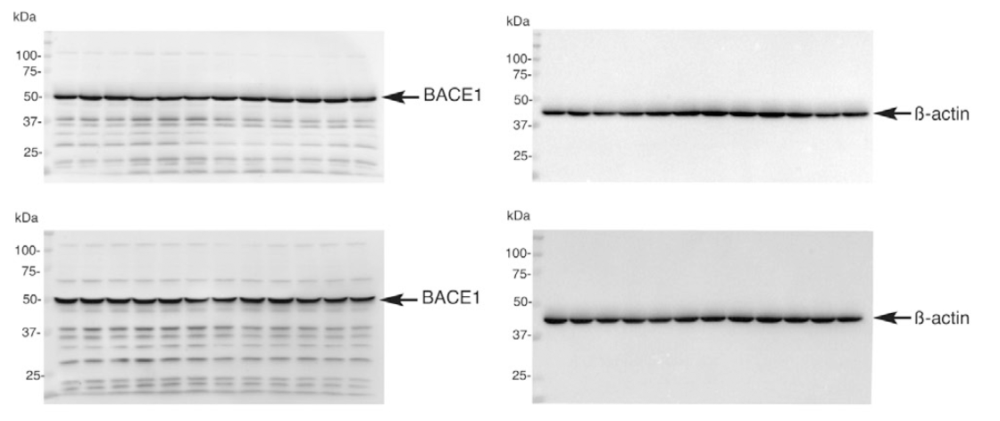 kDa
100-
75-
50-
37-
25-
BACE1
kDa
100-
75-
50-
37-
25-
ß-actin
kDa
100-
75-
50-
37-
25-
BACE1
kDa
100-
75-
50-
37-
25-
ß-actin